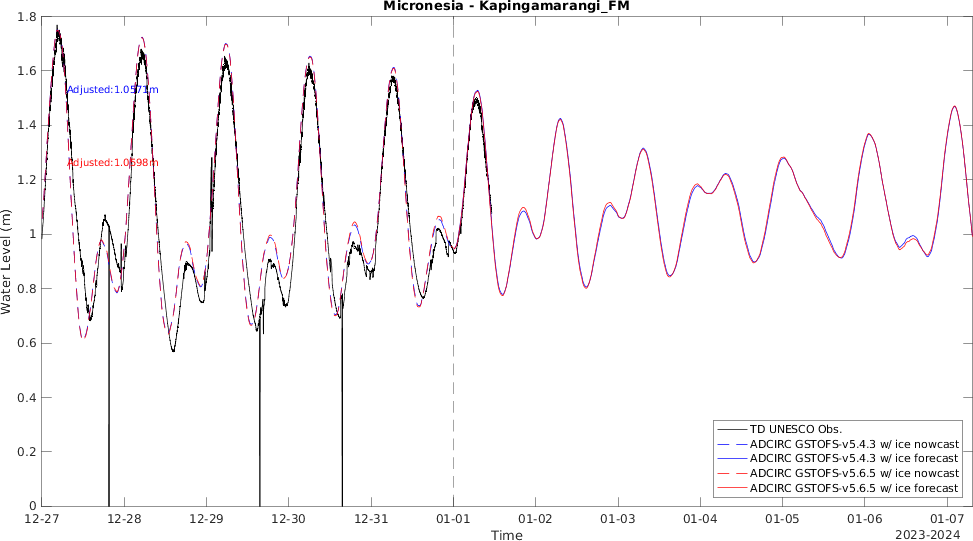 Micronesia - Kapingamarangi_FM
1.8
1.6
1.4
1.2
1
0.8
0.6
0.4
0.2
0
Water Level (m)
Adjusted:1.0571m
Adjusted:1.0698m
TD UNESCO Obs.
ADCIRC GSTOFS-v5.4.3 w/ ice nowcast
ADCIRC GSTOFS-v5.4.3 w/ ice forecast
ADCIRC GSTOFS-v5.6.5 w/ ice nowcast
ADCIRC GSTOFS-v5.6.5 w/ ice forecast
12-27 12-28 12-29 12-30 12-31 01-01 01-02 01-03 01-04 01-05 01-06 01-07
Time
2023-2024